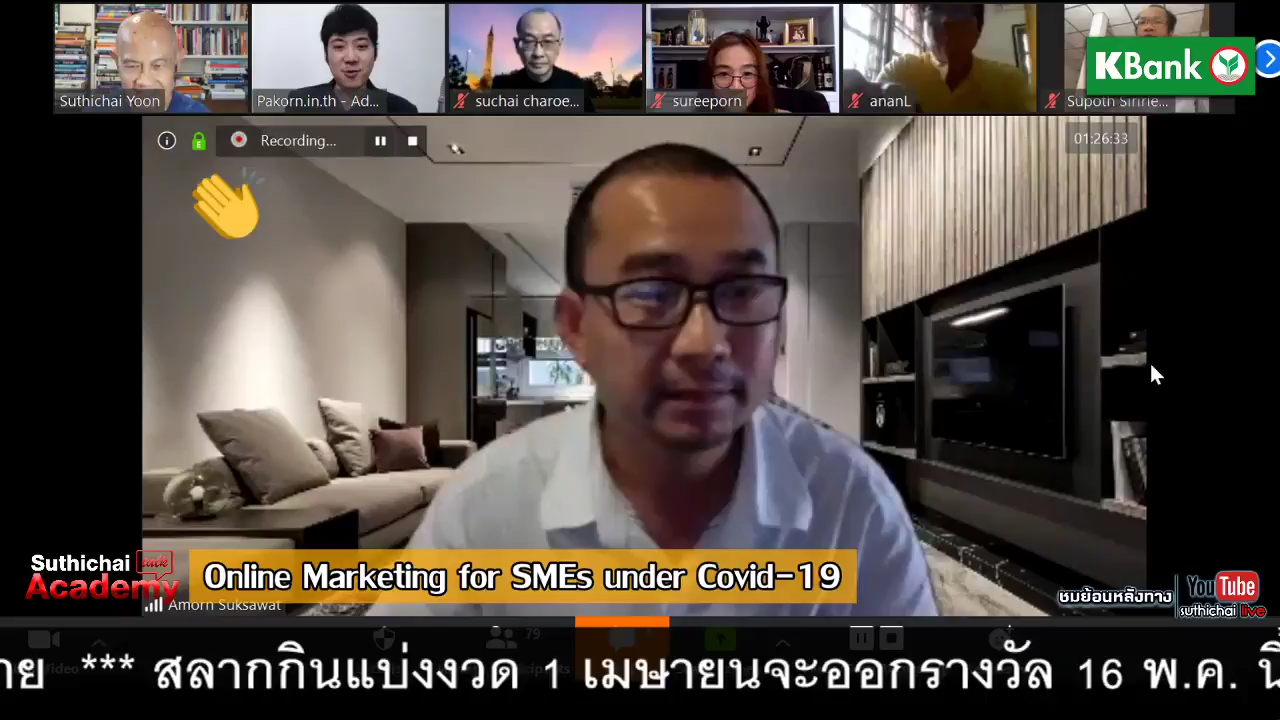 Suthichai Yoon
Pakorn.in.th - Ad...
suchai charoe...
sureeporn
ananL
Supoth Sirirle...
KBank
Recording...
01:26:33
Suthichai talk
Academy
Online Marketing for SMEs under Covid-19
Amorn Suksawat
ชมย้อนหลังทาง
YouTube
suthichai live
79
าย *** สลากกินแบ่งงวด 1 เมษายนจะออกรางวัล 16 พ.ค. นี